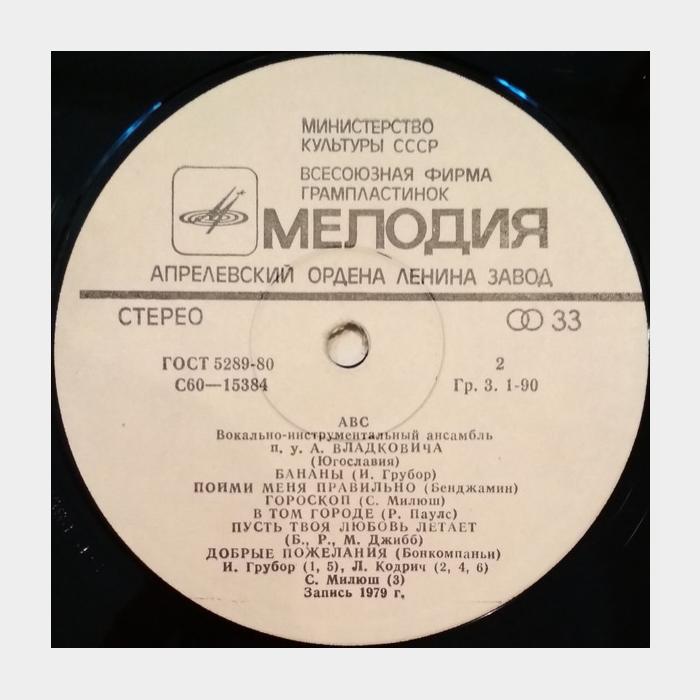 МИНИСТЕРСТВО
КУЛЬТУРЫ СССР
ВСЕСОЮЗНАЯ ФИРМА
ГРАМПЛАСТИНОК
МЕЛОДИЯ
АПРЕЛЕВСКИЙ ОРДЕНА ЛЕНИНА ЗАВОД
СТЕРЕО 33
ГОСТ 5289-80 2
С60—15384 Гр. 3. 1-90
АВС
Вокально-инструментальный ансамбль
п. у. А. ВЛАДКОВИЧА
(Югославия)
БАНАНЫ (И. Грубор)
ПОЙМИ МЕНЯ ПРАВИЛЬНО (Бенджамин)
ГОРОСКОП (С. Милюш)
В ТОМ ГОРОДЕ (Р. Паулс)
ПУСТЬ ТВОЯ ЛЮБОВЬ ЛЕТАЕТ
(Б., Р., М. Джибб)
ДОБРЫЕ ПОЖЕЛАНИЯ (Бонкомпаньи)
И. Грубор (1, 5), Л. Кодрич (2, 4, 6)
С. Милюш (3)
Запись 1979 г.